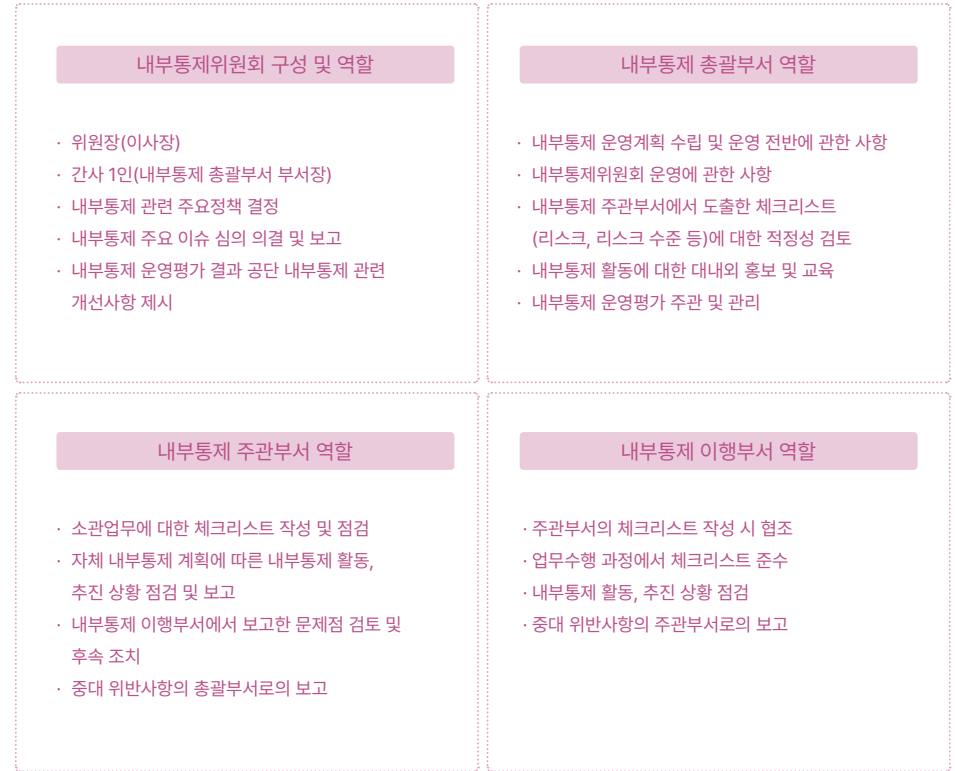 내부통제위원회 구성 및 역할
· 위원장(이사장)
· 간사 1인(내부통제 총괄부서 부서장)
· 내부통제 관련 주요정책 결정
· 내부통제 주요 이슈 심의 의결 및 보고
· 내부통제 운영평가 결과 공단 내부통제 관련
개선사항 제시
내부통제 총괄부서 역할
· 내부통제 운영계획 수립 및 운영 전반에 관한 사항
· 내부통제위원회 운영에 관한 사항
· 내부통제 주관부서에서 도출한 체크리스트
(리스크, 리스크 수준 등)에 대한 적정성 검토
· 내부통제 활동에 대한 대내외 홍보 및 교육
· 내부통제 운영평가 주관 및 관리
내부통제 주관부서 역할
· 소관업무에 대한 체크리스트 작성 및 점검
· 자체 내부통제 계획에 따른 내부통제 활동,
추진 상황 점검 및 보고
· 내부통제 이행부서에서 보고한 문제점 검토 및
후속 조치
· 중대 위반사항의 총괄부서로의 보고
내부통제 이행부서 역할
· 주관부서의 체크리스트 작성 시 협조
· 업무수행 과정에서 체크리스트 준수
· 내부통제 활동, 추진 상황 점검
· 중대 위반사항의 주관부서로의 보고